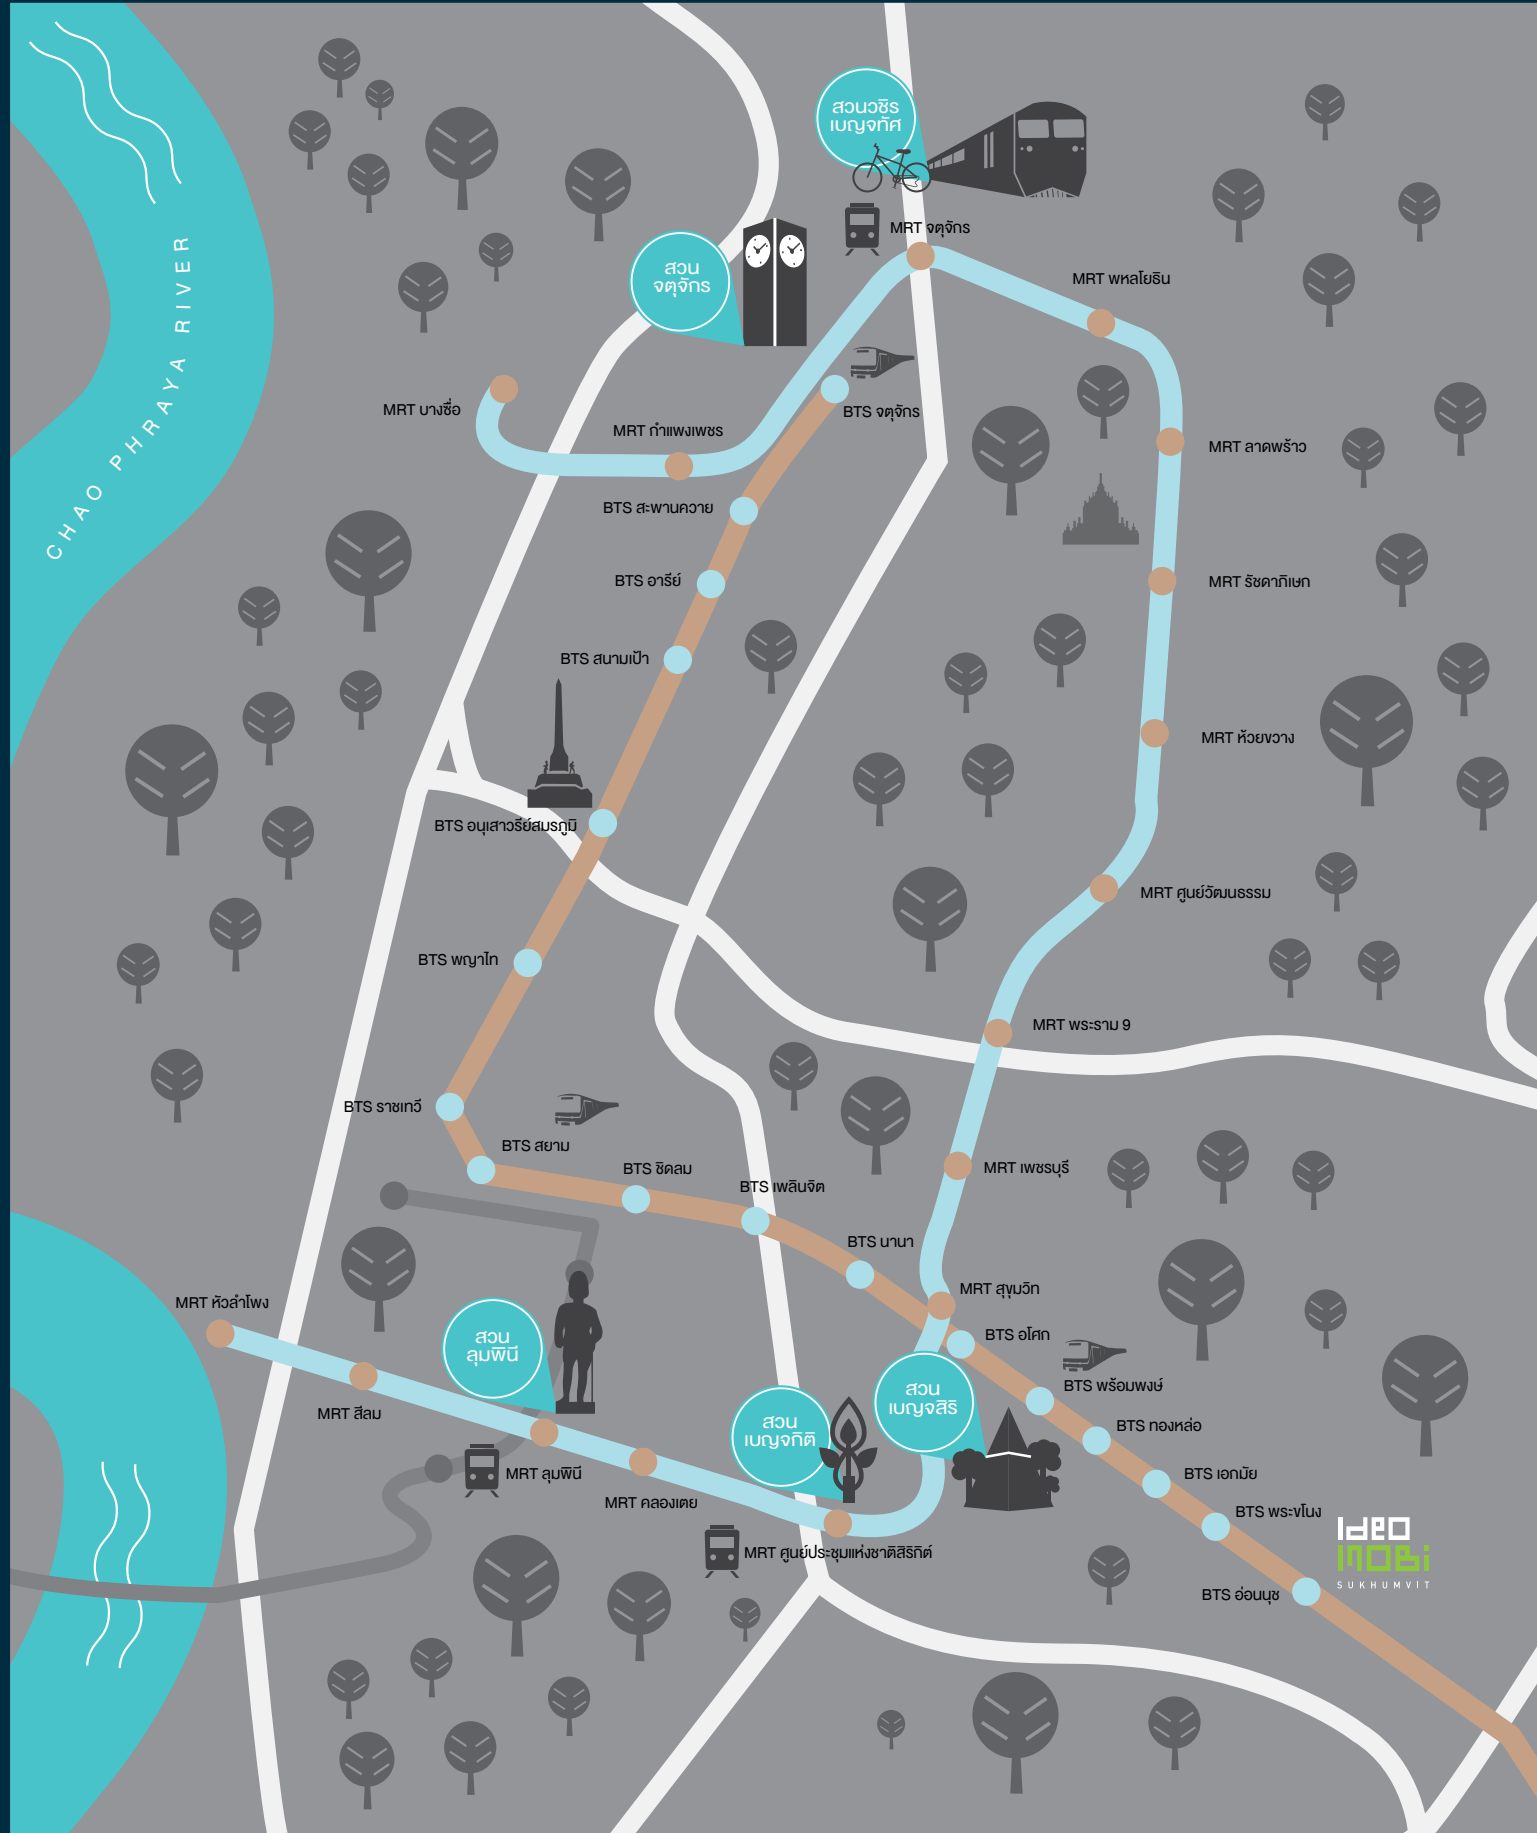 สวนวชิร
เบญจทัศ
MRT จตุจักร
CHAO PHRAYA RIVER
สวน
จตุจักร
MRT พหลโยธิน
MRT บางซื่อ
BTS จตุจักร
MRT กำแพงเพชร
MRT ลาดพร้าว
BTS สะพานควาย
BTS อารีย์
MRT รัชดาภิเษก
BTS สนามเป้า
MRT ห้วยขวาง
BTS อนุเสาวรีย์สมรภูมิ
MRT ศูนย์วัฒนธรรม
BTS พญาไท
MRT พระราม 9
BTS ราชเทวี
BTS สยาม
BTS ชิดลม
MRT เพชรบุรี
BTS เพลินจิต
BTS นานา
MRT สุขุมวิท
MRT หัวลำโพง
BTS อโศก
สวน
ลุมพินี
BTS พร้อมพงษ์
สวน
เบญจสิริ
MRT สีลม
สวน
เบญจกิติ
BTS ทองหล่อ
MRT ลุมพินี
BTS เอกมัย
MRT คลองเตย
BTS พระขโนง
MRT ศูนย์ประชุมแห่งชาติสิริกิต์
BTS อ่อนนุช
IDEO
MOBI
SUKHUMVIT